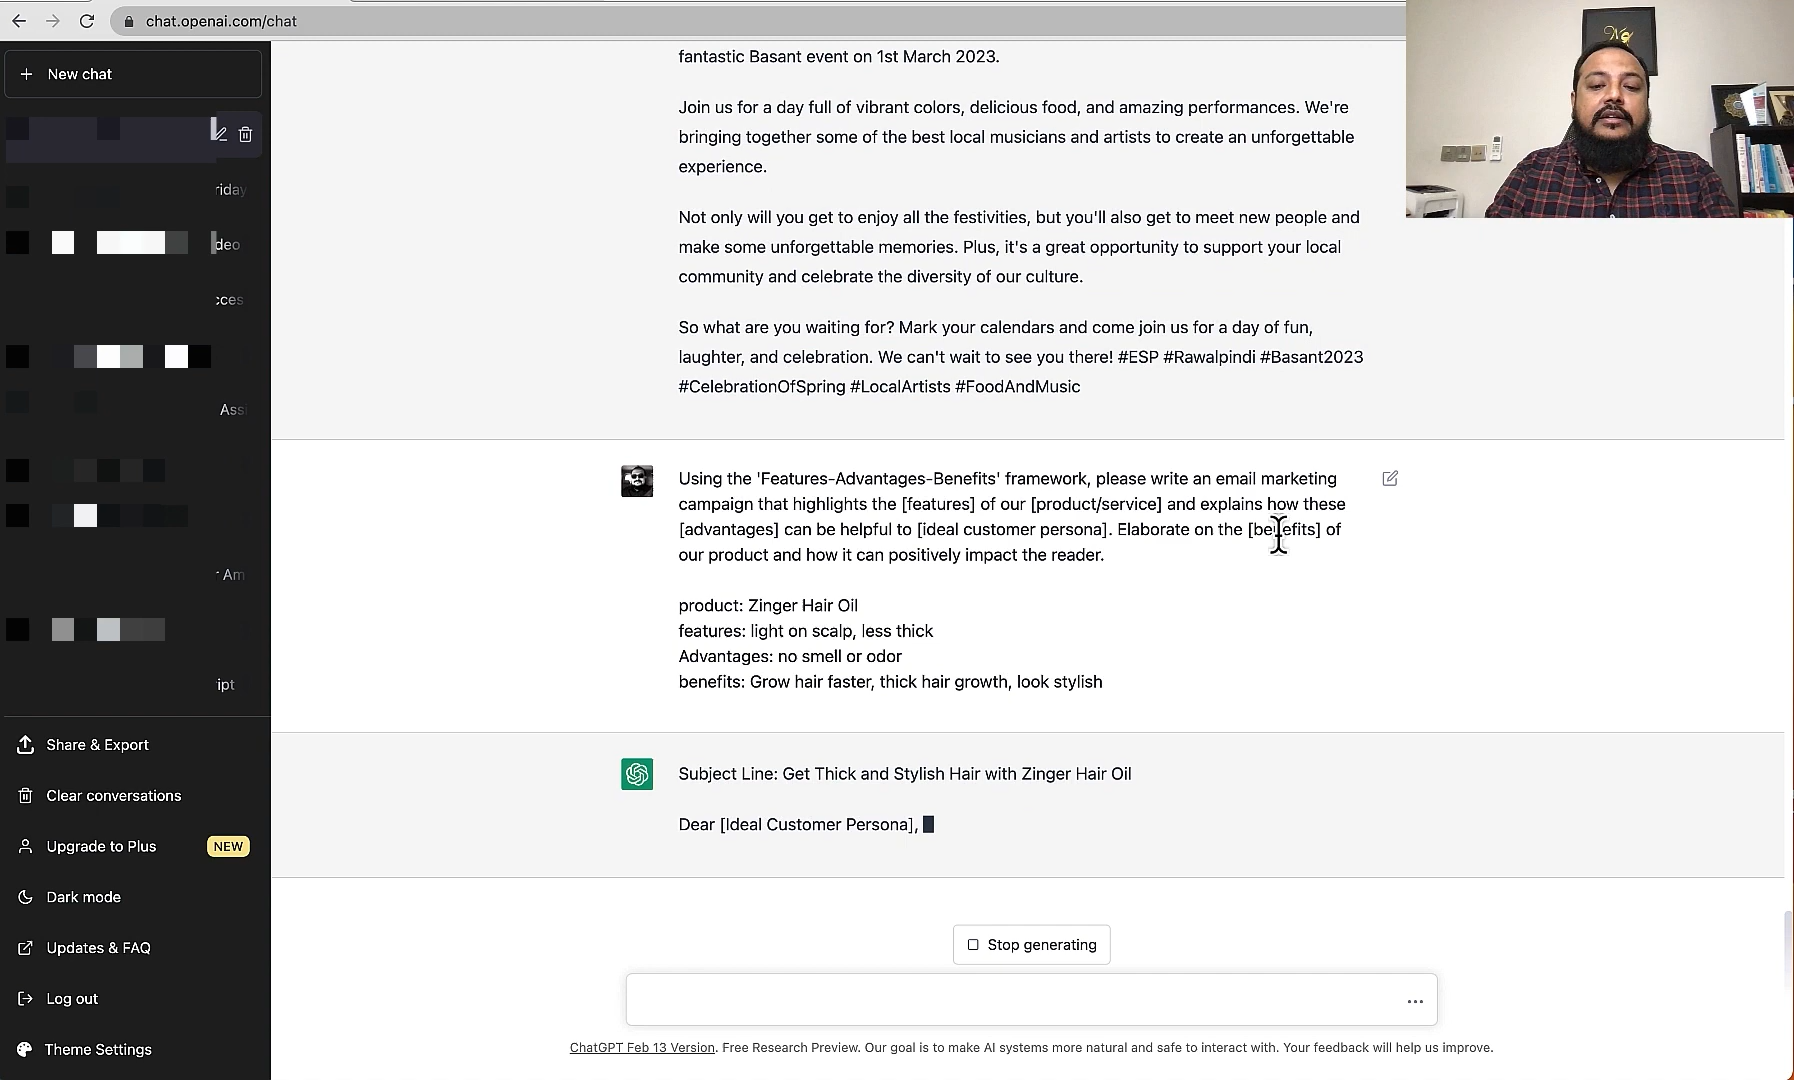 chat.openai.com/chat
New chat
riday
deo
cces
Ass
Am
ipt
Share & Export
Clear conversations
Upgrade to Plus
NEW
Dark mode
Updates & FAQ
Log out
Theme Settings
fantastic Basant event on 1st March 2023.
Join us for a day full of vibrant colors, delicious food, and amazing performances. We're
bringing together some of the best local musicians and artists to create an unforgettable
experience.
Not only will you get to enjoy all the festivities, but you'll also get to meet new people and
make some unforgettable memories. Plus, it's a great opportunity to support your local
community and celebrate the diversity of our culture.
So what are you waiting for? Mark your calendars and come join us for a day of fun,
laughter, and celebration. We can't wait to see you there! #ESP #Rawalpindi #Basant2023
#CelebrationOfSpring #LocalArtists #FoodAndMusic
Using the 'Features-Advantages-Benefits' framework, please write an email marketing
campaign that highlights the [features] of our [product/service] and explains how these
[advantages] can be helpful to [ideal customer persona]. Elaborate on the [benefits] of
our product and how it can positively impact the reader.
product: Zinger Hair Oil
features: light on scalp, less thick
Advantages: no smell or odor
benefits: Grow hair faster, thick hair growth, look stylish
Subject Line: Get Thick and Stylish Hair with Zinger Hair Oil
Dear [Ideal Customer Persona],
Stop generating
ChatGPT Feb 13 Version. Free Research Preview. Our goal is to make AI systems more natural and safe to interact with. Your feedback will help us improve.